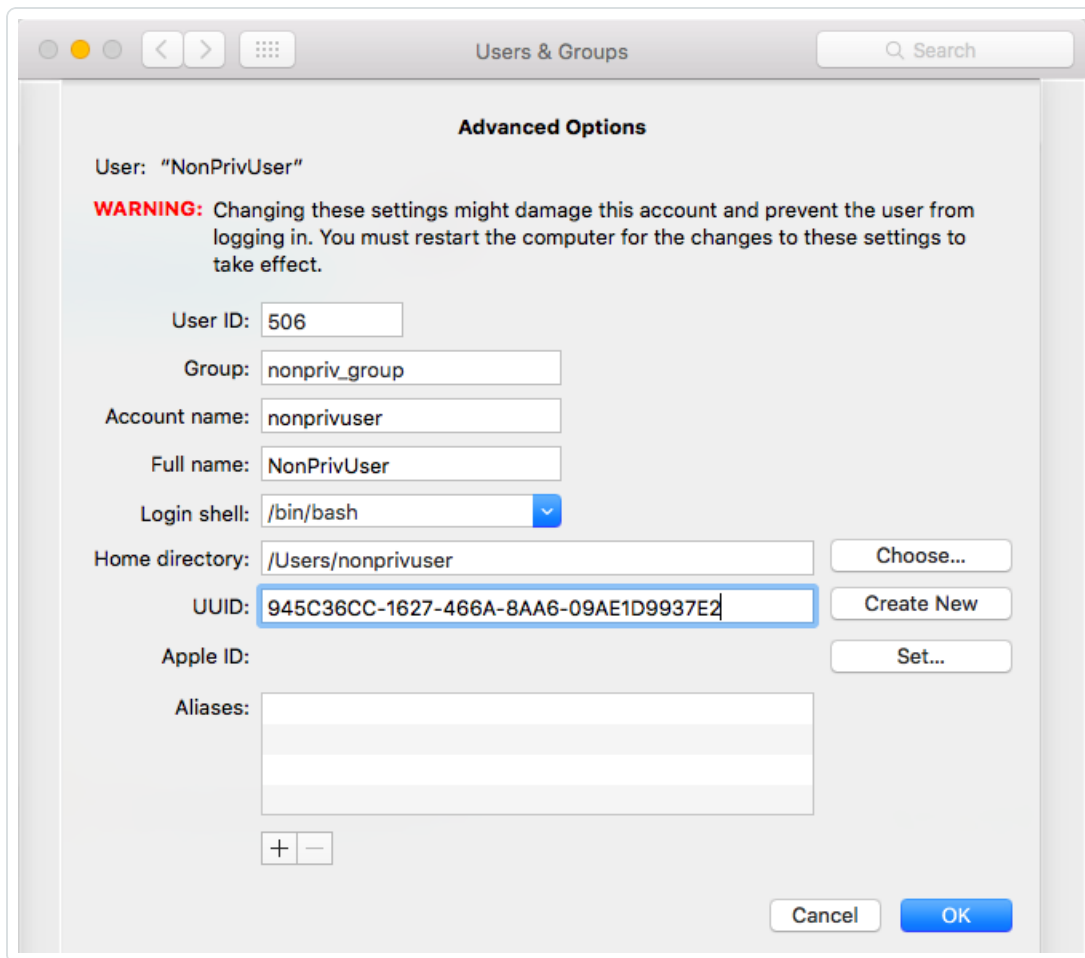 Users & Groups
Search
Advanced Options
User: “NonPrivUser”
WARNING: Changing these settings might damage this account and prevent the user from
logging in. You must restart the computer for the changes to these settings to
take effect.
User ID: 506
Group: nonpriv_group
Account name: nonprivuser
Full name: NonPrivUser
Login shell: /bin/bash
Home directory: /Users/nonprivuser Choose...
UUID: 945C36CC-1627-466A-8AA6-09AE1D9937E2 Create New
Apple ID: Set...
Aliases:
+ −
Cancel OK